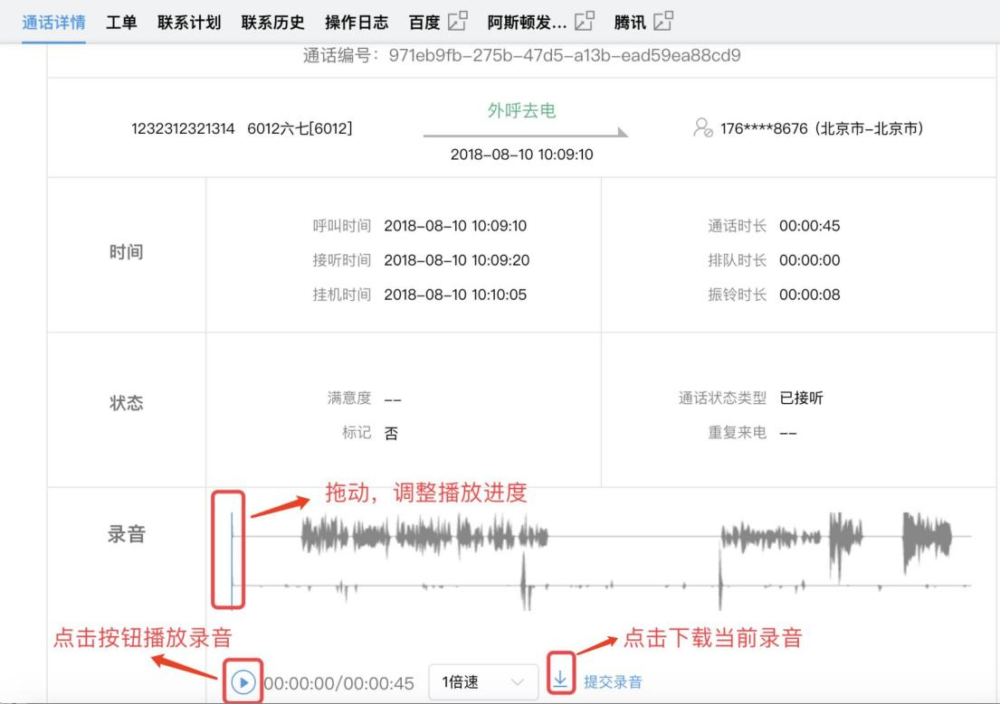 通话详情 工单 联系计划 联系历史 操作日志 百度 阿斯顿发... 腾讯
通话编号：971eb9fb-275b-47d5-a13b-ead59ea88cd9
外呼去电
1232312321314 6012六七[6012]
176****8676 (北京市-北京市)
2018-08-10 10:09:10
时间
呼叫时间 2018-08-10 10:09:10
通话时长 00:00:45
接听时间 2018-08-10 10:09:20
排队时长 00:00:00
挂机时间 2018-08-10 10:10:05
振铃时长 00:00:08
状态
满意度 --
通话状态类型 已接听
标记 否
重复来电 --
录音
拖动，调整播放进度
点击按钮播放录音
点击下载当前录音
00:00:00/00:00:45 1倍速 提交录音